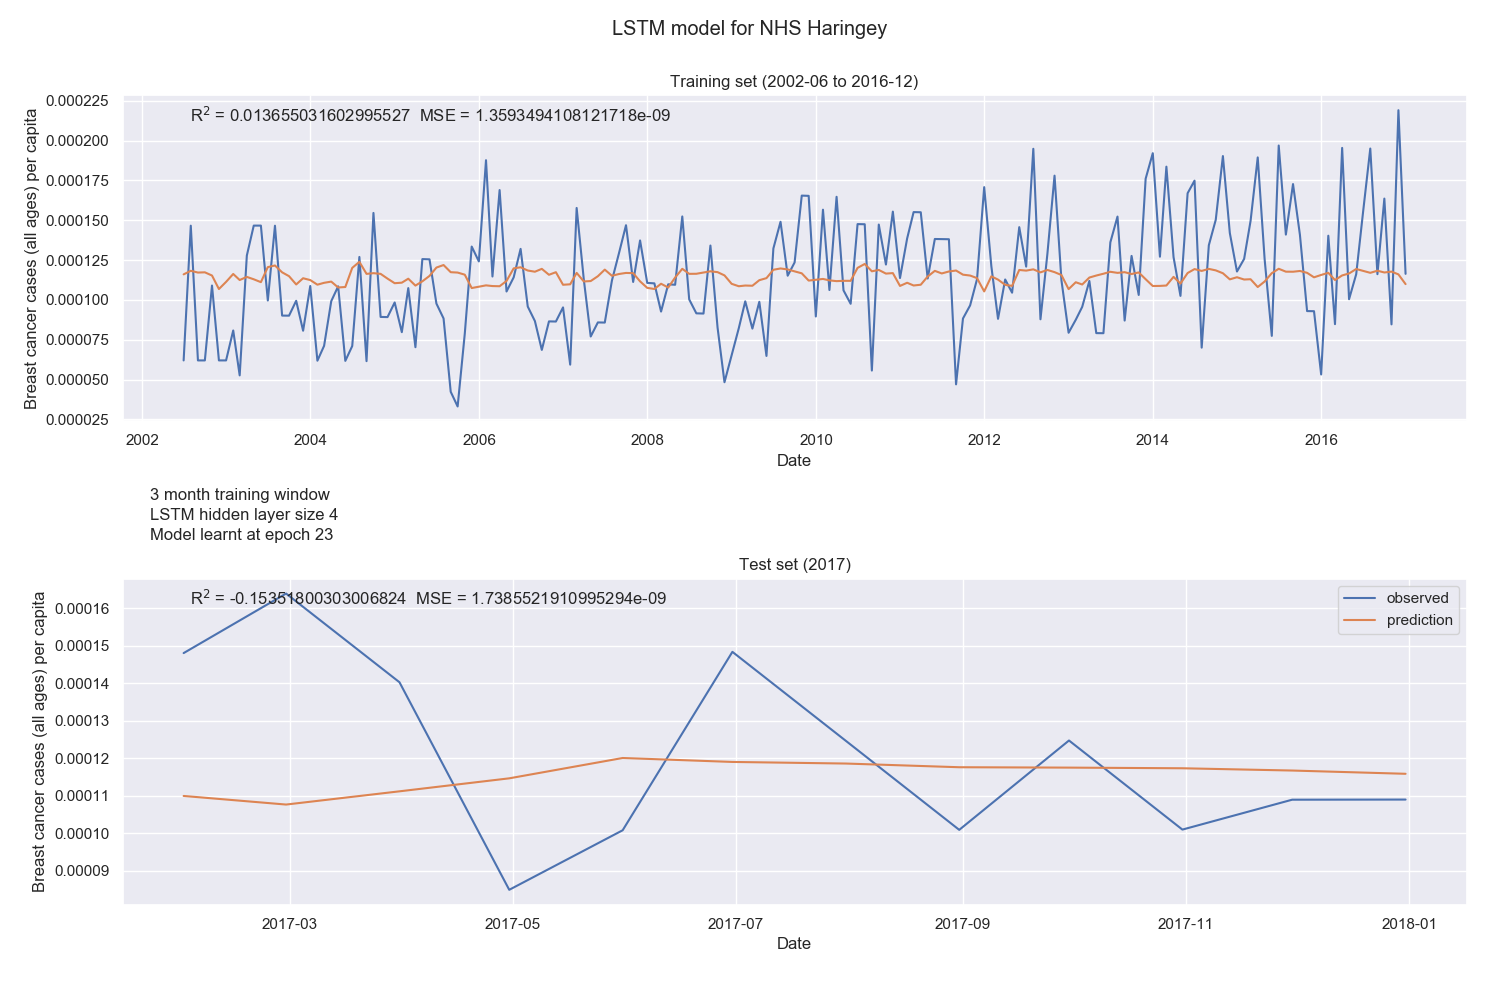 LSTM model for NHS Haringey
Training set (2002-06 to 2016-12)
R² = 0.013655031602995527 MSE = 1.3593494108121718e-09
Breast cancer cases (all ages) per capita
0.000225
0.000200
0.000175
0.000150
0.000125
0.000100
0.000075
0.000050
0.000025
2002 2004 2006 2008 2010 2012 2014 2016
Date
3 month training window
LSTM hidden layer size 4
Model learnt at epoch 23
Test set (2017)
R² = -0.15351800303006824 MSE = 1.7385521910995294e-09
observed
prediction
Breast cancer cases (all ages) per capita
0.00016
0.00015
0.00014
0.00013
0.00012
0.00011
0.00010
0.00009
2017-03 2017-05 2017-07 2017-09 2017-11 2018-01
Date